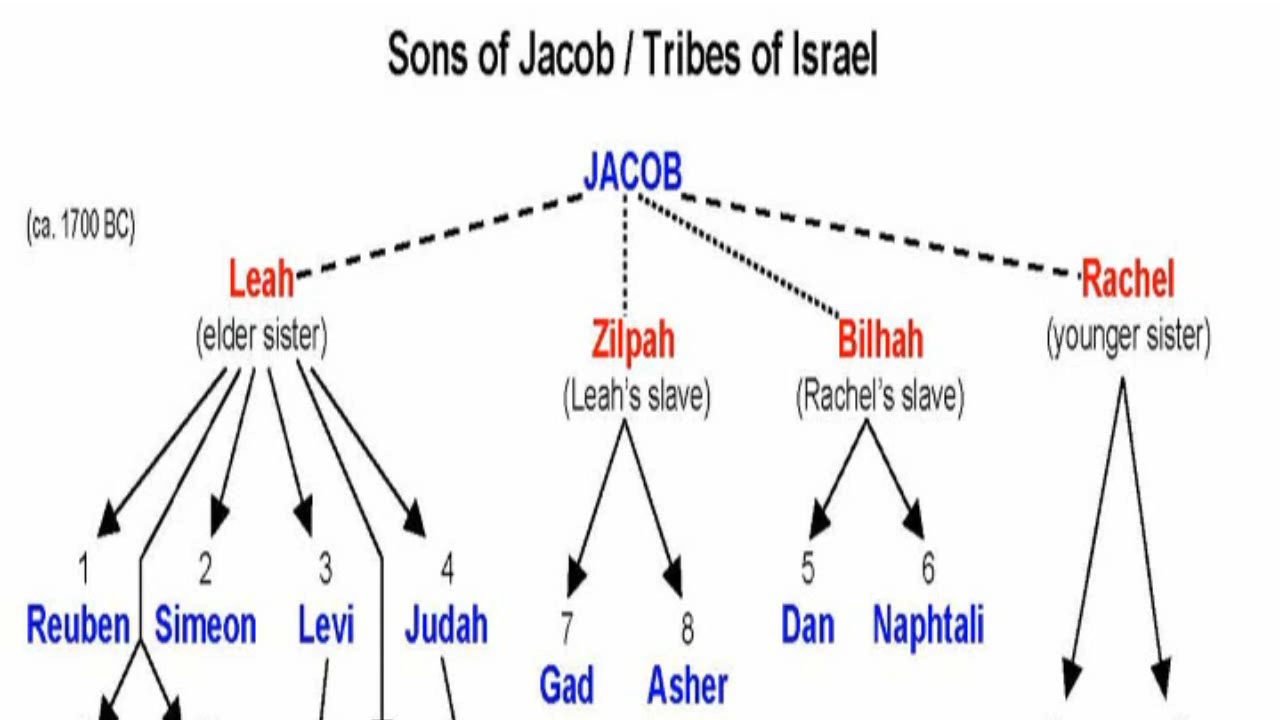 Sons of Jacob / Tribes of Israel
JACOB
(ca. 1700 BC)
Leah
(elder sister)
Zilpah
(Leah's slave)
Bilhah
(Rachel's slave)
Rachel
(younger sister)
1
Reuben
2
Simeon
3
Levi
4
Judah
7
Gad
8
Asher
5
Dan
6
Naphtali